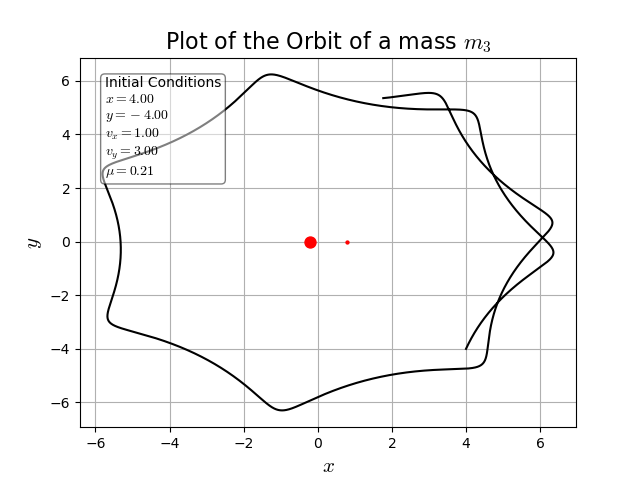 Plot of the Orbit of a mass m₃
Initial Conditions
x = 4.00
y = − 4.00
vₓ = 1.00
v_y = 3.00
μ = 0.21
6
4
2
0
−2
−4
−6
y
−6 −4 −2 0 2 4 6
x